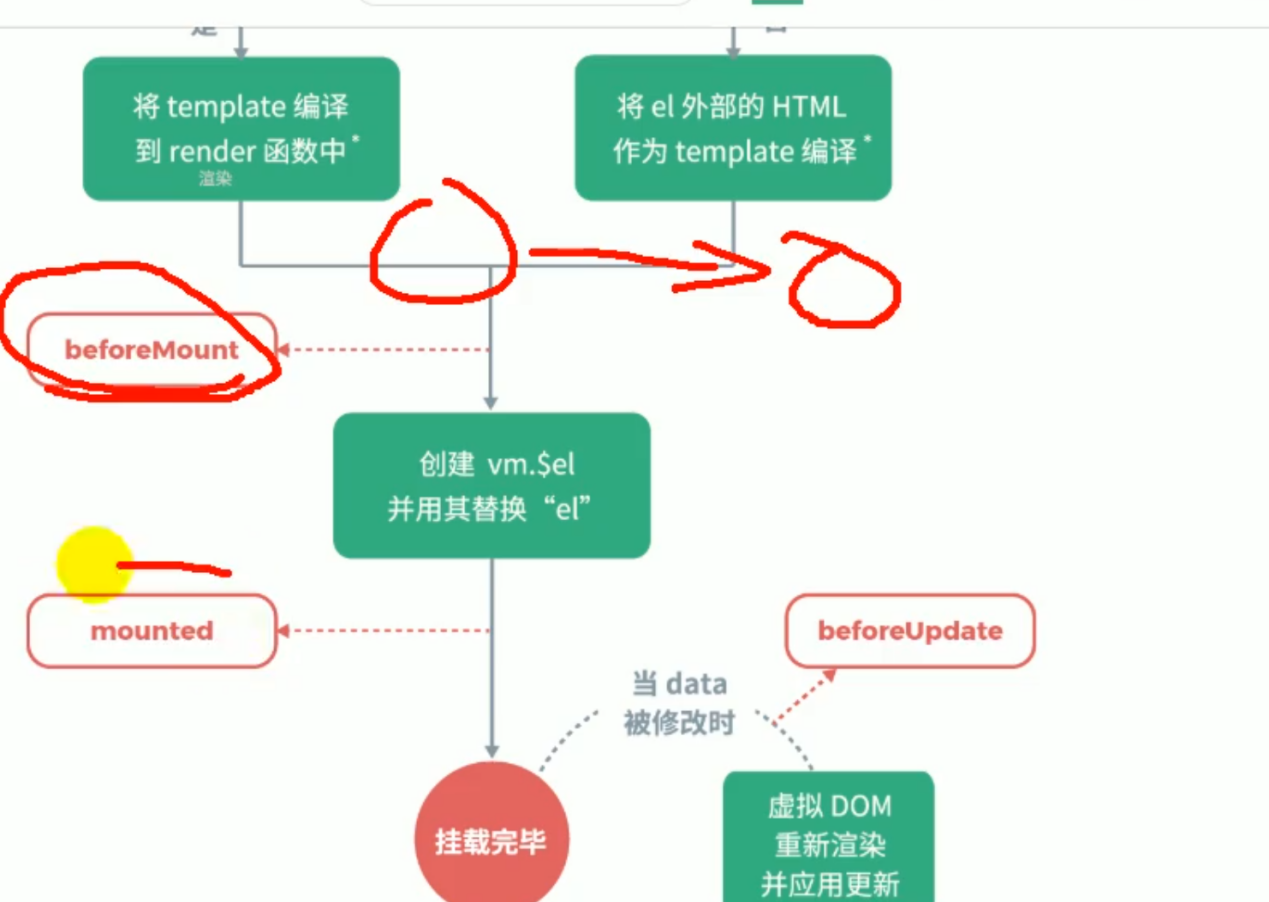 将 template 编译
到 render 函数中*
渲染
将 el 外部的 HTML
作为 template 编译*
beforeMount
创建 vm.$el
并用其替换“el”
mounted
beforeUpdate
当 data
被修改时
挂载完毕
虚拟 DOM
重新渲染
并应用更新